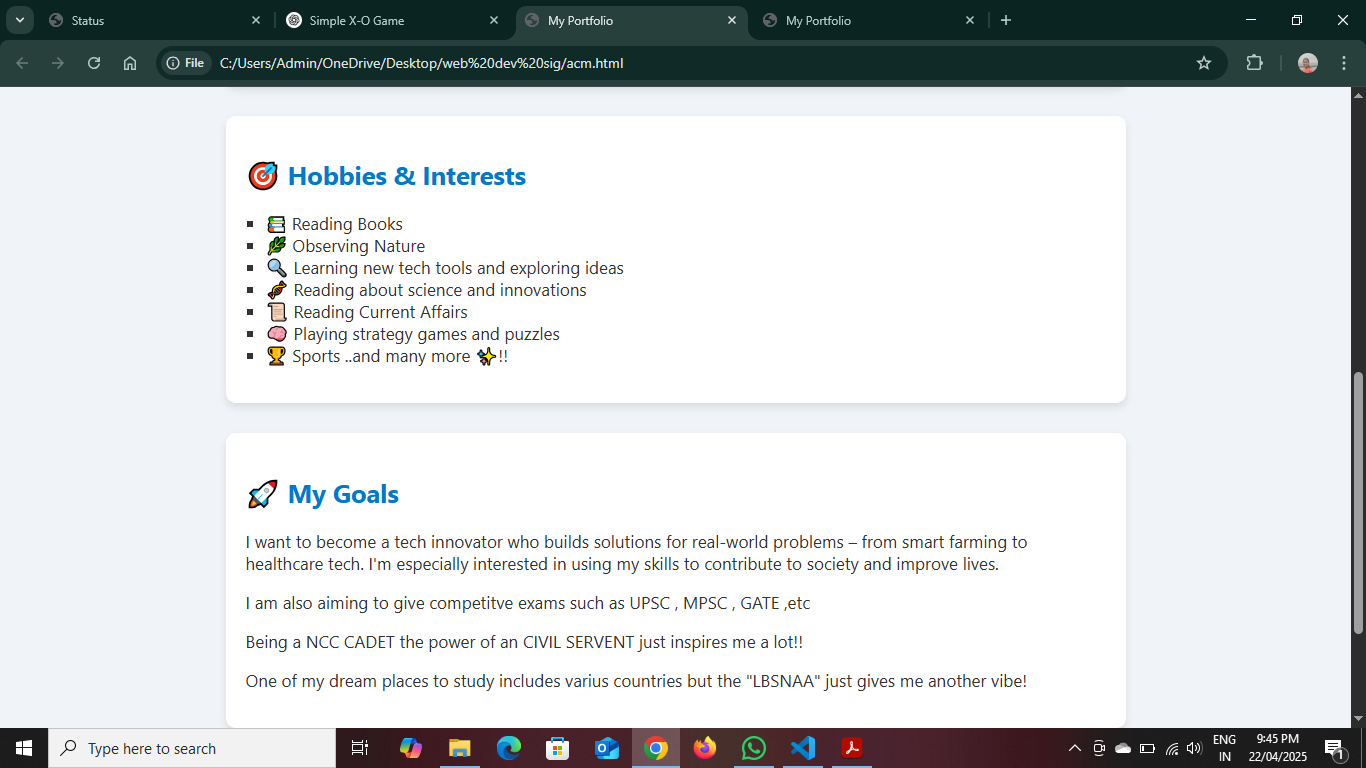 Status
Simple X-O Game
My Portfolio
My Portfolio
File
C:/Users/Admin/OneDrive/Desktop/web%20dev%20sig/acm.html
🎯 Hobbies & Interests
📚 Reading Books
🌿 Observing Nature
🔍 Learning new tech tools and exploring ideas
🧬 Reading about science and innovations
📜 Reading Current Affairs
🧠 Playing strategy games and puzzles
🏆 Sports ..and many more ✨!!
🚀 My Goals
I want to become a tech innovator who builds solutions for real-world problems – from smart farming to
healthcare tech. I'm especially interested in using my skills to contribute to society and improve lives.
I am also aiming to give competitve exams such as UPSC , MPSC , GATE ,etc
Being a NCC CADET the power of an CIVIL SERVENT just inspires me a lot!!
One of my dream places to study includes varius countries but the "LBSNAA" just gives me another vibe!
Type here to search
ENG
IN
9:45 PM
22/04/2025
1